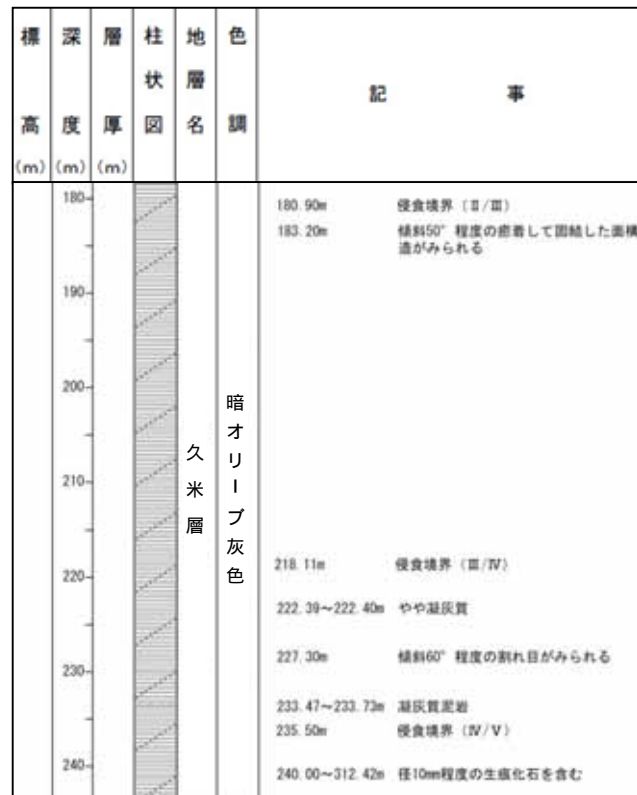 標高(m)
深度(m)
層厚(m)
柱状図
地層名
色調
記事
180
190
200
210
220
230
240
久米層
暗オリーブ灰色
180.90m 侵食境界（Ⅱ/Ⅲ）
183.20m 傾斜50°程度の癒着して固結した面構
造がみられる
218.11m 侵食境界（Ⅲ/Ⅳ）
222.39～222.40m やや凝灰質
227.30m 傾斜60°程度の割れ目がみられる
233.47～233.73m 凝灰質泥岩
235.50m 侵食境界（Ⅳ/Ⅴ）
240.00～312.42m 径10mm程度の生痕化石を含む